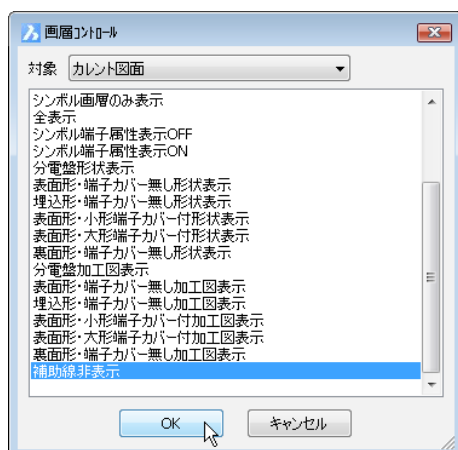 画層コントロール
対象 カレント図面
シンボル画層のみ表示
全表示
シンボル端子属性表示OFF
シンボル端子属性表示ON
分電盤形状表示
表面形・端子カバー無し形状表示
埋込形・端子カバー無し形状表示
表面形・小形端子カバー付形状表示
表面形・大形端子カバー付形状表示
裏面形・端子カバー無し形状表示
分電盤加工図表示
表面形・端子カバー無し加工図表示
埋込形・端子カバー無し加工図表示
表面形・小形端子カバー付加工図表示
表面形・大形端子カバー付加工図表示
裏面形・端子カバー無し加工図表示
補助線非表示
OK キャンセル